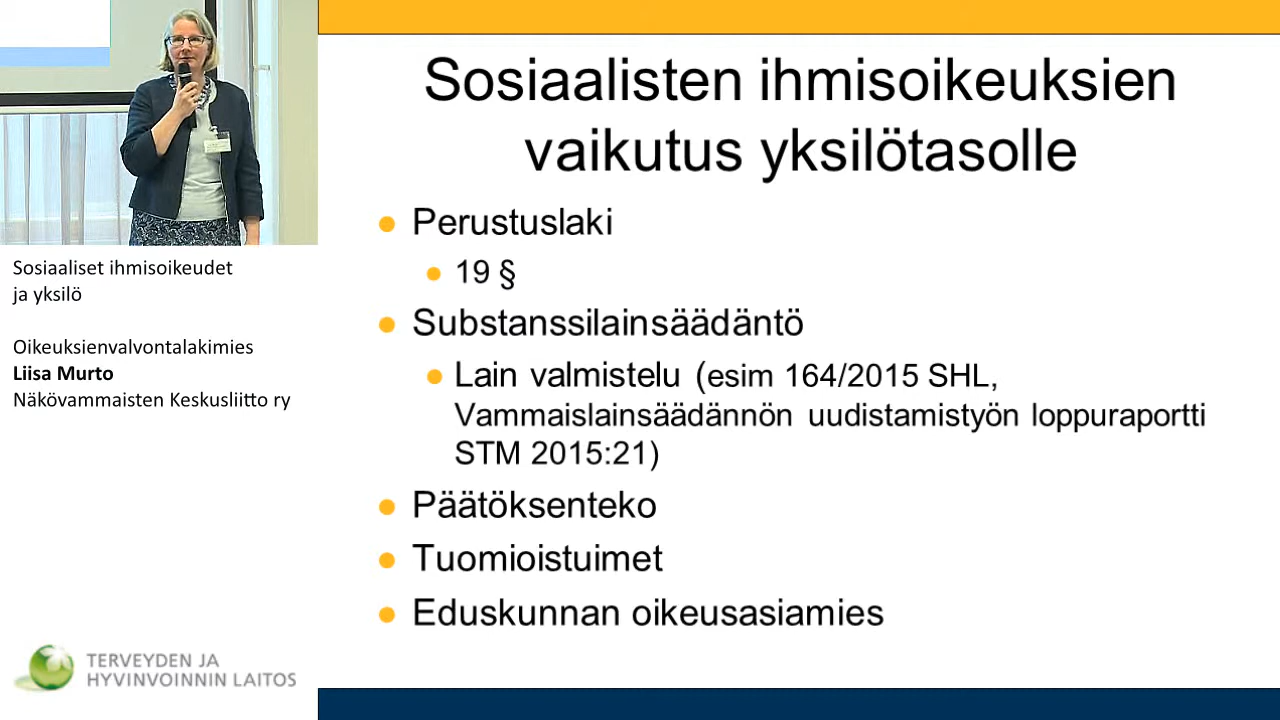 Sosiaaliset ihmisoikeudet
ja yksilö
Oikeuksienvalvontalakimies
Liisa Murto
Näkövammaisten Keskusliitto ry
TERVEYDEN JA
HYVINVOINNIN LAITOS
Sosiaalisten ihmisoikeuksien
vaikutus yksilötasolle
Perustuslaki
19 §
Substanssilainsäädäntö
Lain valmistelu (esim 164/2015 SHL,
Vammaislainsäädännön uudistamistyön loppuraportti
STM 2015:21)
Päätöksenteko
Tuomioistuimet
Eduskunnan oikeusasiamies